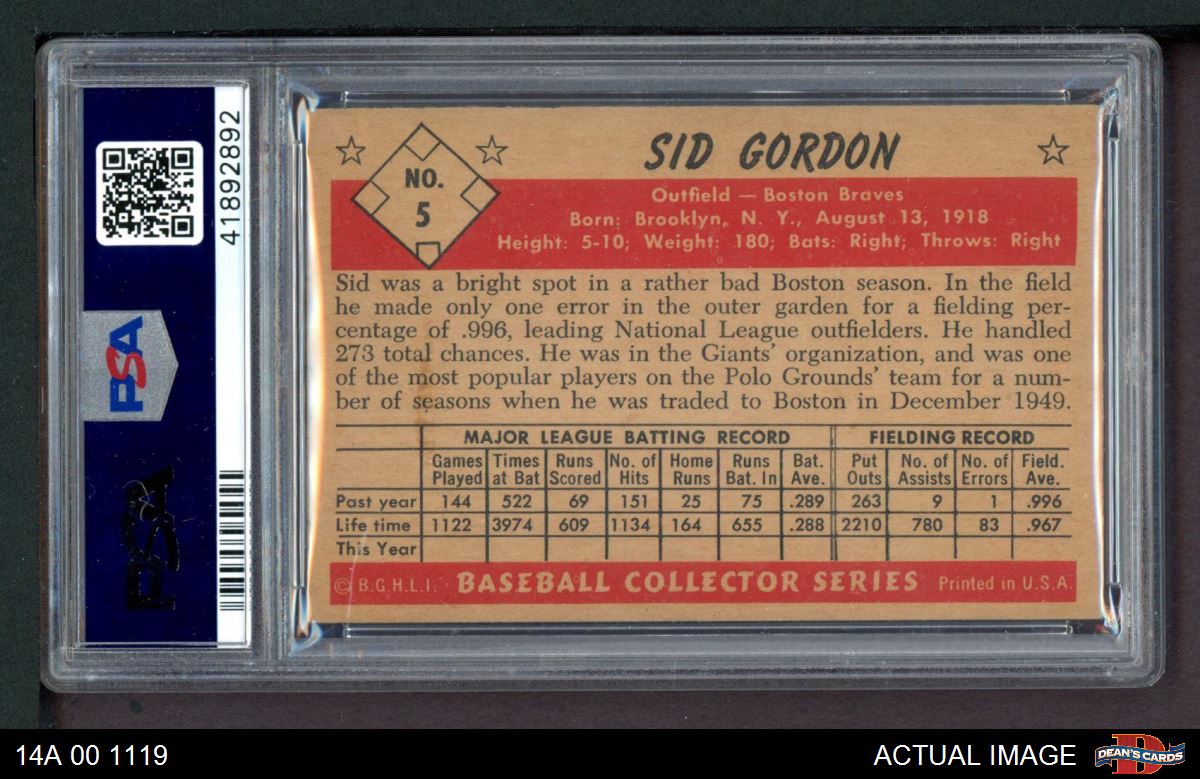 41892892
PSA
PSA
SID GORDON
NO.
5
Outfield — Boston Braves
Born: Brooklyn, N. Y., August 13, 1918
Height: 5-10; Weight: 180; Bats: Right; Throws: Right
Sid was a bright spot in a rather bad Boston season. In the field
he made only one error in the outer garden for a fielding per-
centage of .996, leading National League outfielders. He handled
273 total chances. He was in the Giants' organization, and was one
of the most popular players on the Polo Grounds' team for a num-
ber of seasons when he was traded to Boston in December 1949.
MAJOR LEAGUE BATTING RECORD FIELDING RECORD
Games Times Runs No. of Home Runs Bat. Put No. of No. of Field.
Played at Bat Scored Hits Runs Bat. In Ave. Outs Assists Errors Ave.
Past year 144 522 69 151 25 75 .289 263 9 1 .996
Life time 1122 3974 609 1134 164 655 .288 2210 780 83 .967
This Year
© B.G.H.L.I. BASEBALL COLLECTOR SERIES Printed in U.S.A.
14A 00 1119 ACTUAL IMAGE DEAN'S CARDS